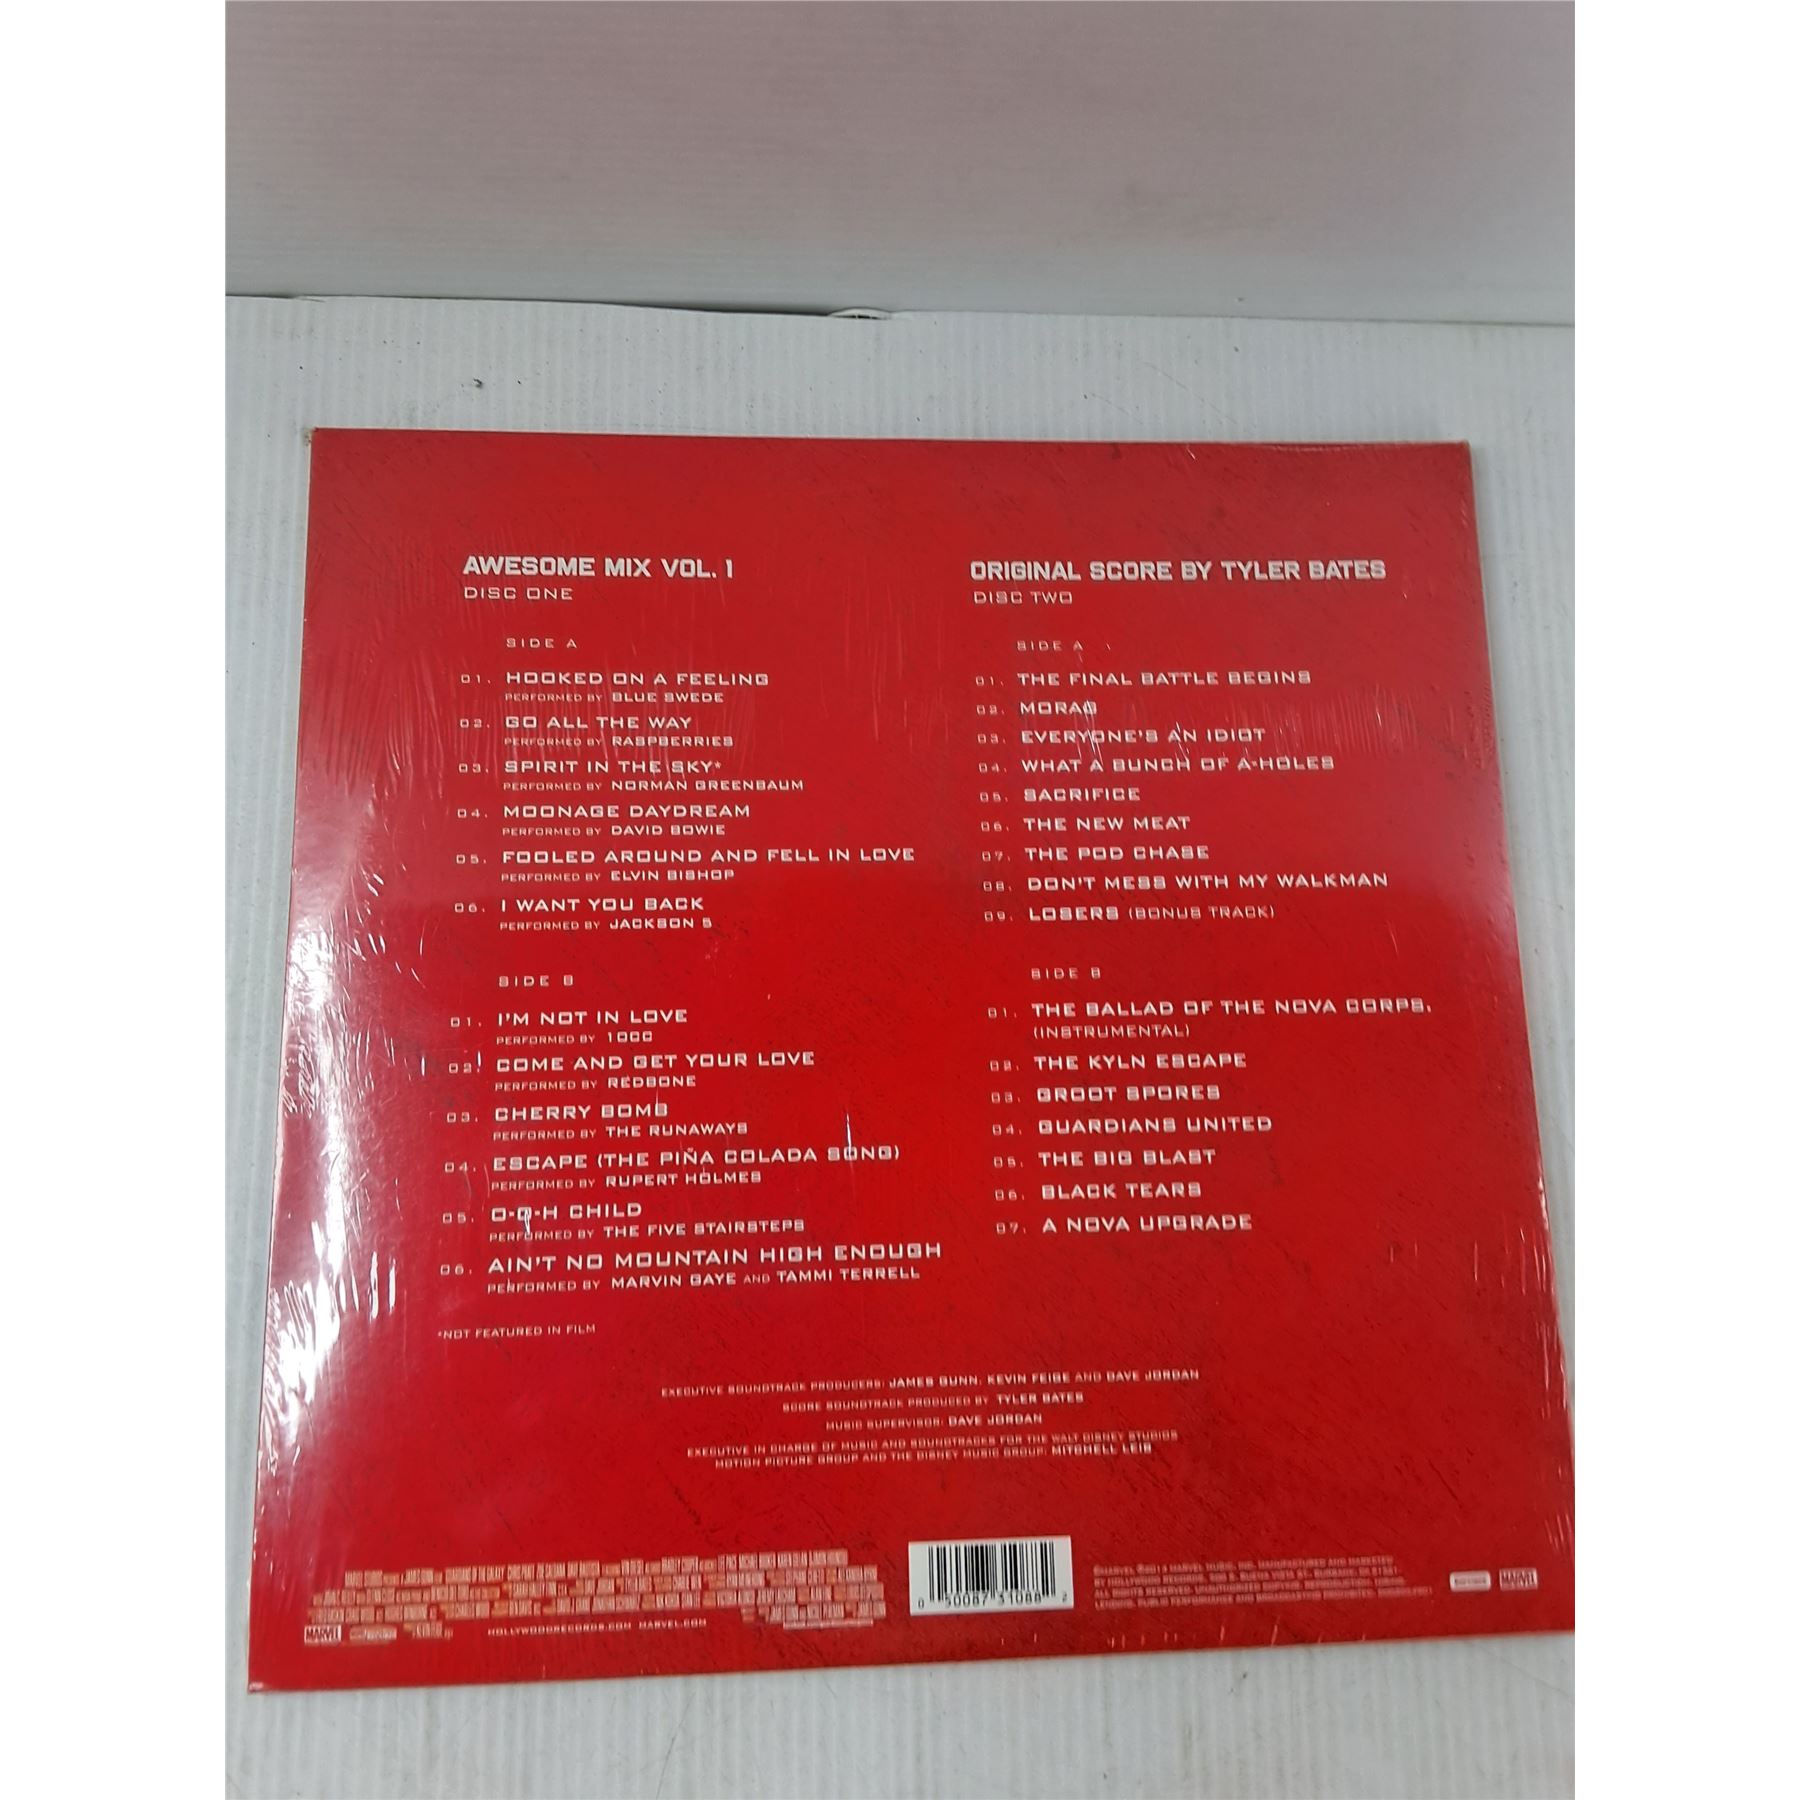 AWESOME MIX VOL. 1
DISC ONE
SIDE A
01. HOOKED ON A FEELING
PERFORMED BY BLUE SWEDE
02. GO ALL THE WAY
PERFORMED BY RASPBERRIES
03. SPIRIT IN THE SKY*
PERFORMED BY NORMAN GREENBAUM
04. MOONAGE DAYDREAM
PERFORMED BY DAVID BOWIE
05. FOOLED AROUND AND FELL IN LOVE
PERFORMED BY ELVIN BISHOP
06. I WANT YOU BACK
PERFORMED BY JACKSON 5
SIDE B
01. I'M NOT IN LOVE
PERFORMED BY 10CC
02. COME AND GET YOUR LOVE
PERFORMED BY REDBONE
03. CHERRY BOMB
PERFORMED BY THE RUNAWAYS
04. ESCAPE (THE PIÑA COLADA SONG)
PERFORMED BY RUPERT HOLMES
05. O-O-H CHILD
PERFORMED BY THE FIVE STAIRSTEPS
06. AIN'T NO MOUNTAIN HIGH ENOUGH
PERFORMED BY MARVIN GAYE AND TAMMI TERRELL
*NOT FEATURED IN FILM
ORIGINAL SCORE BY TYLER BATES
DISC TWO
SIDE A
01. THE FINAL BATTLE BEGINS
02. MORAG
03. EVERYONE'S AN IDIOT
04. WHAT A BUNCH OF A-HOLES
05. SACRIFICE
06. THE NEW MEAT
07. THE POD CHASE
08. DON'T MESS WITH MY WALKMAN
09. LOSERS (BONUS TRACK)
SIDE B
01. THE BALLAD OF THE NOVA CORPS.
(INSTRUMENTAL)
02. THE KYLN ESCAPE
03. GROOT SPORES
04. GUARDIANS UNITED
05. THE BIG BLAST
06. BLACK TEARS
07. A NOVA UPGRADE
EXECUTIVE SOUNDTRACK PRODUCERS: JAMES GUNN, KEVIN FEIGE AND DAVE JORDAN
SCORE SOUNDTRACK PRODUCED BY TYLER BATES
MUSIC SUPERVISOR: DAVE JORDAN
EXECUTIVE IN CHARGE OF MUSIC AND SOUNDTRACKS FOR THE WALT DISNEY STUDIOS
MOTION PICTURE GROUP AND THE DISNEY MUSIC GROUP: MITCHELL LEIB
MARVEL
HOLLYWOODRECORDS.COM MARVEL.COM
0 50087 31088 2
MARVEL